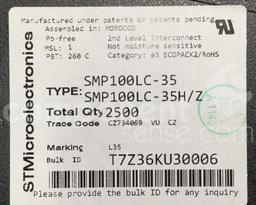 Manufactured under patents or patents pending
Assembled in: MOROCCO
Pb-free 2nd Level Interconnect
MSL: 1 Not moisture sensitive
PBT: 260 C Category: e3 ECOPACK2/RoHS
STMicroelectronics
TYPE: SMP100LC-35
SMP100LC-35H/Z
Total Qty 2500
Trace Code CZ734069 VU CZ
Marking L35
Bulk ID T7Z36KU30006
Please provide the bulk ID for any inquiry